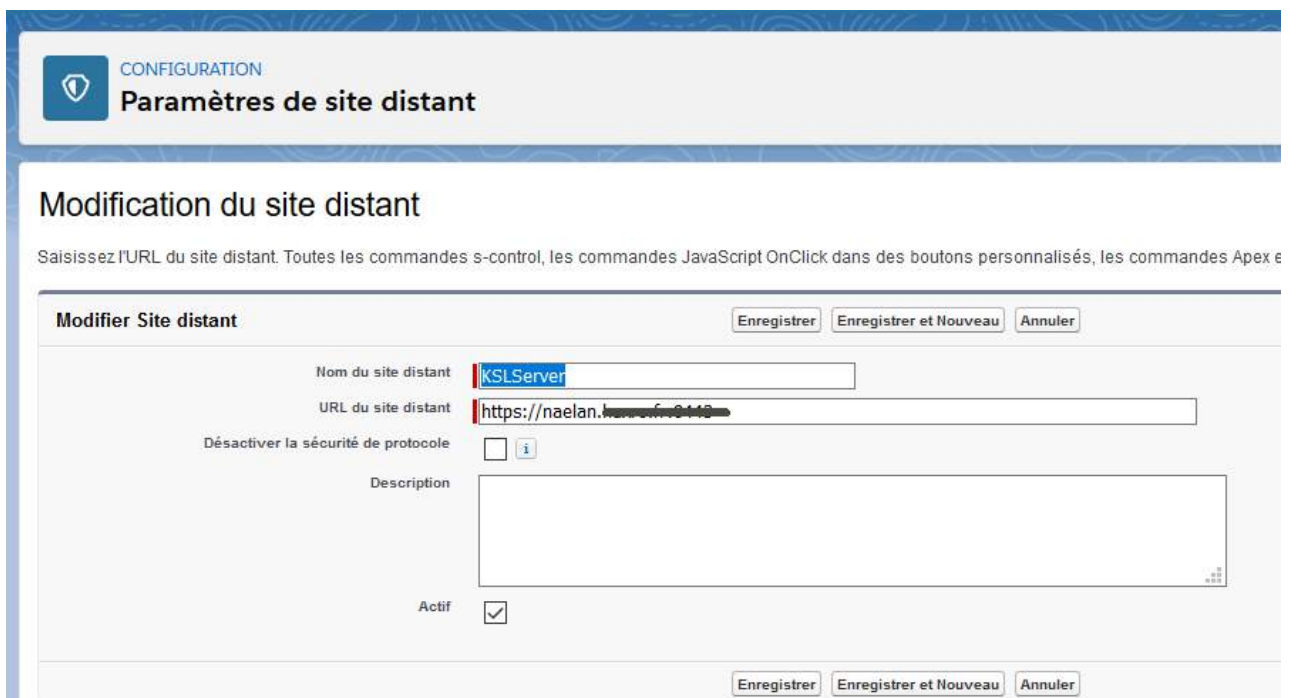 CONFIGURATION
Paramètres de site distant
Modification du site distant
Saisissez l'URL du site distant. Toutes les commandes s-control, les commandes JavaScript OnClick dans des boutons personnalisés, les commandes Apex e
Modifier Site distant Enregistrer Enregistrer et Nouveau Annuler
Nom du site distant KSLServer
URL du site distant https://naelan.
Désactiver la sécurité de protocole i
Description
Actif
Enregistrer Enregistrer et Nouveau Annuler